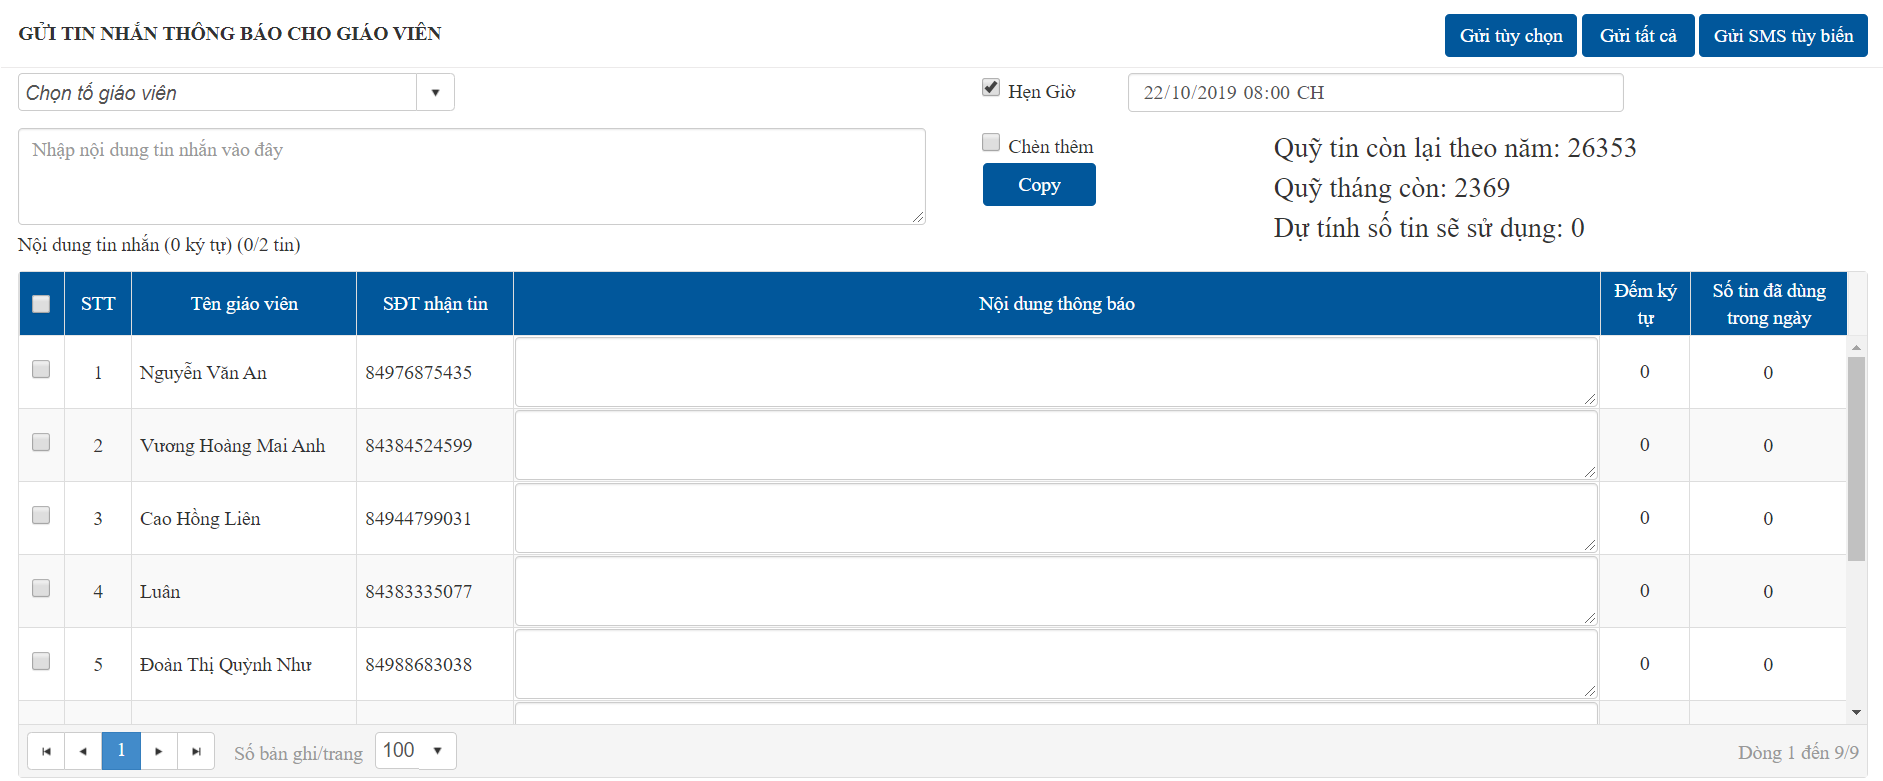 GỬI TIN NHẮN THÔNG BÁO CHO GIÁO VIÊN
Gửi tùy chọn
Gửi tất cả
Gửi SMS tùy biến
Chọn tổ giáo viên
Hẹn Giờ
22/10/2019 08:00 CH
Nhập nội dung tin nhắn vào đây
Chèn thêm
Copy
Quỹ tin còn lại theo năm: 26353
Quỹ tháng còn: 2369
Dự tính số tin sẽ sử dụng: 0
Nội dung tin nhắn (0 ký tự) (0/2 tin)
STT Tên giáo viên SĐT nhận tin Nội dung thông báo Đếm ký tự Số tin đã dùng trong ngày
1 Nguyễn Văn An 84976875435 0 0
2 Vương Hoàng Mai Anh 84384524599 0 0
3 Cao Hồng Liên 84944799031 0 0
4 Luân 84383335077 0 0
5 Đoàn Thị Quỳnh Như 84988683038 0 0
1 Số bản ghi/trang 100 Dòng 1 đến 9/9